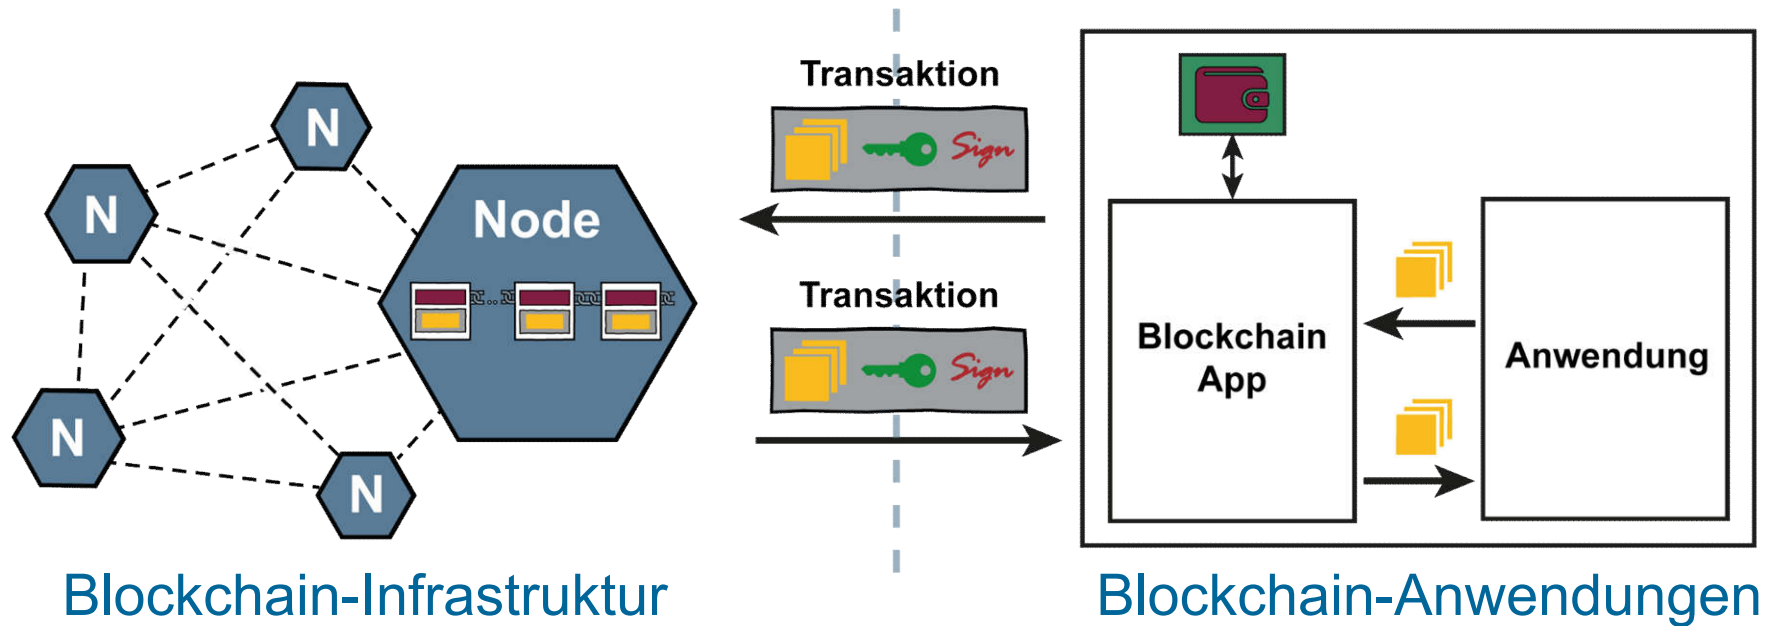 N
N
N
N
Node
..
Transaktion
Sign
Transaktion
Sign
Blockchain
App
Anwendung
Blockchain-Infrastruktur
Blockchain-Anwendungen